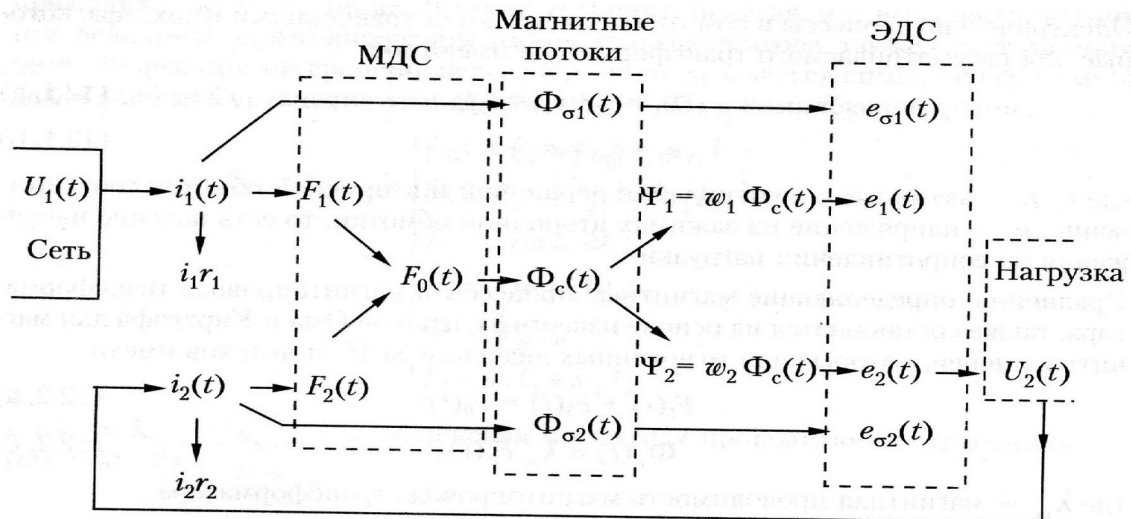 Магнитные
потоки
ЭДС
МДС
Φσ1(t)
eσ1(t)
U1(t)
i1(t)
F1(t)
Ψ1= w1 Φc(t)
e1(t)
Сеть
i1r1
F0(t)
Φc(t)
Нагрузка
i2(t)
F2(t)
Ψ2= w2 Φc(t)
e2(t)
U2(t)
Φσ2(t)
eσ2(t)
i2r2